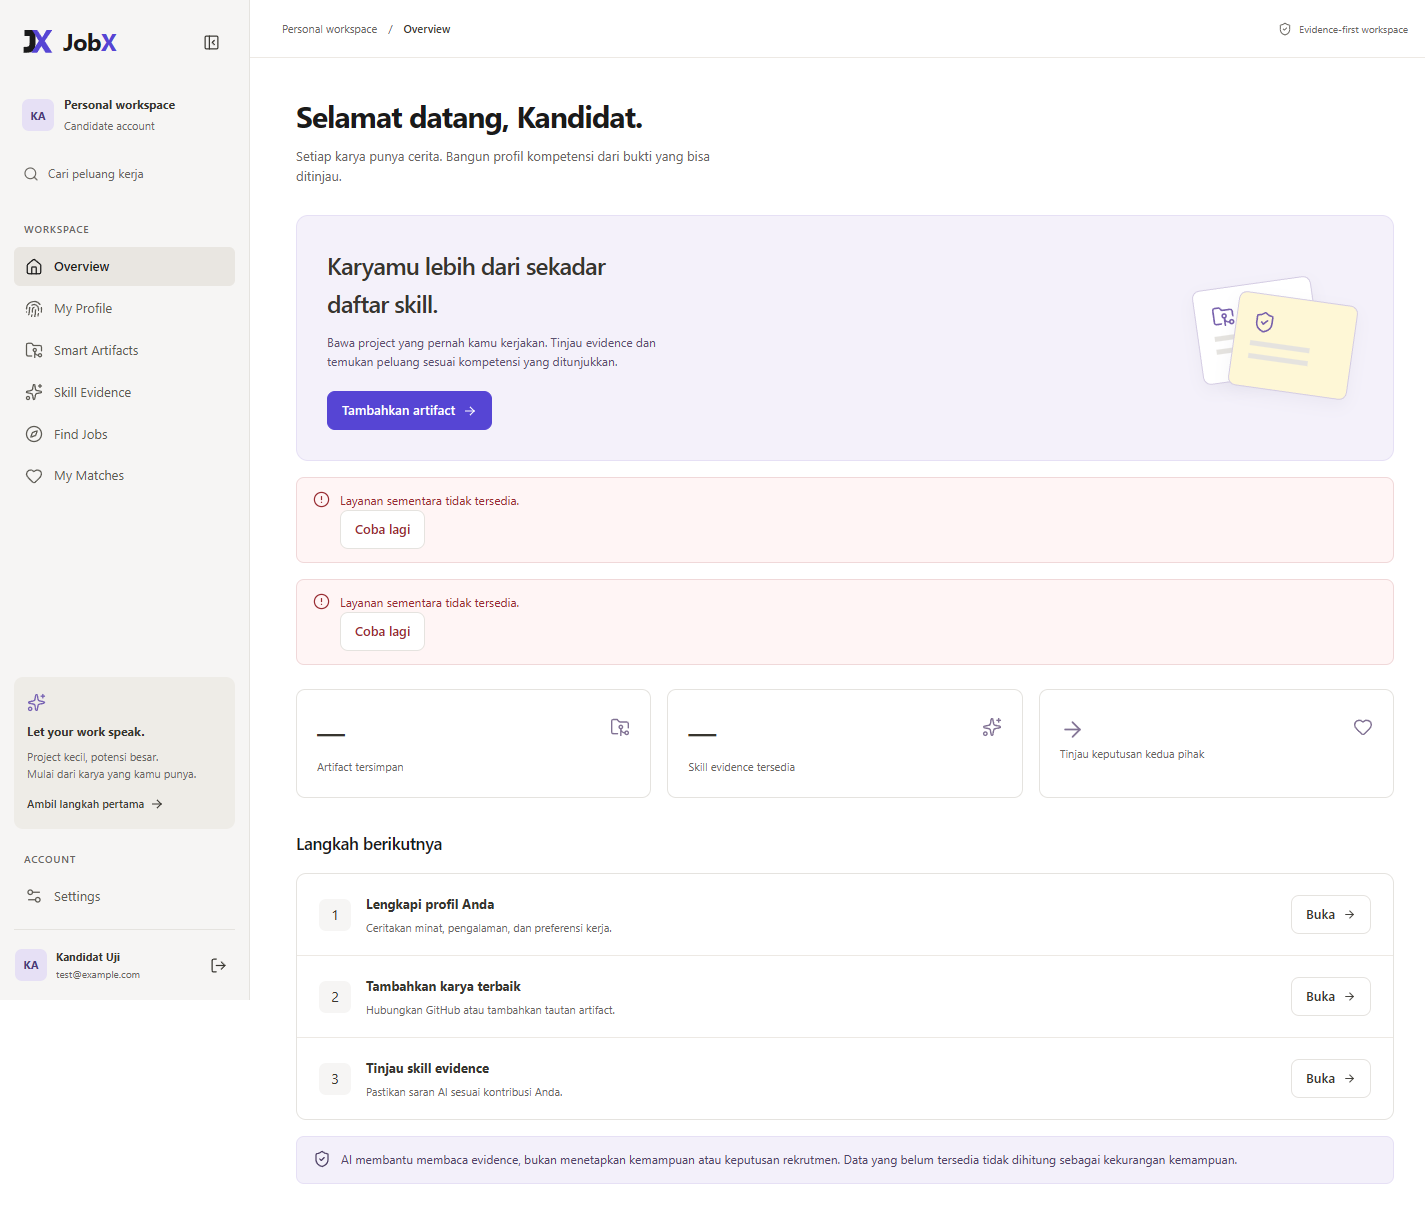 JobX
Personal workspace
Candidate account
Cari peluang kerja
WORKSPACE
Overview
My Profile
Smart Artifacts
Skill Evidence
Find Jobs
My Matches
Let your work speak.
Project kecil, potensi besar.
Mulai dari karya yang kamu punya.
Ambil langkah pertama
ACCOUNT
Settings
KA
Kandidat Uji
test@example.com
KA
Personal workspace / Overview
Evidence-first workspace
Selamat datang, Kandidat.
Setiap karya punya cerita. Bangun profil kompetensi dari bukti yang bisa
ditinjau.
Karyamu lebih dari sekadar
daftar skill.
Bawa project yang pernah kamu kerjakan. Tinjau evidence dan
temukan peluang sesuai kompetensi yang ditunjukkan.
Tambahkan artifact
Layanan sementara tidak tersedia.
Coba lagi
Layanan sementara tidak tersedia.
Coba lagi
—
Artifact tersimpan
—
Skill evidence tersedia
Tinjau keputusan kedua pihak
Langkah berikutnya
1
Lengkapi profil Anda
Ceritakan minat, pengalaman, dan preferensi kerja.
Buka
2
Tambahkan karya terbaik
Hubungkan GitHub atau tambahkan tautan artifact.
Buka
3
Tinjau skill evidence
Pastikan saran AI sesuai kontribusi Anda.
Buka
AI membantu membaca evidence, bukan menetapkan kemampuan atau keputusan rekrutmen. Data yang belum tersedia tidak dihitung sebagai kekurangan kemampuan.